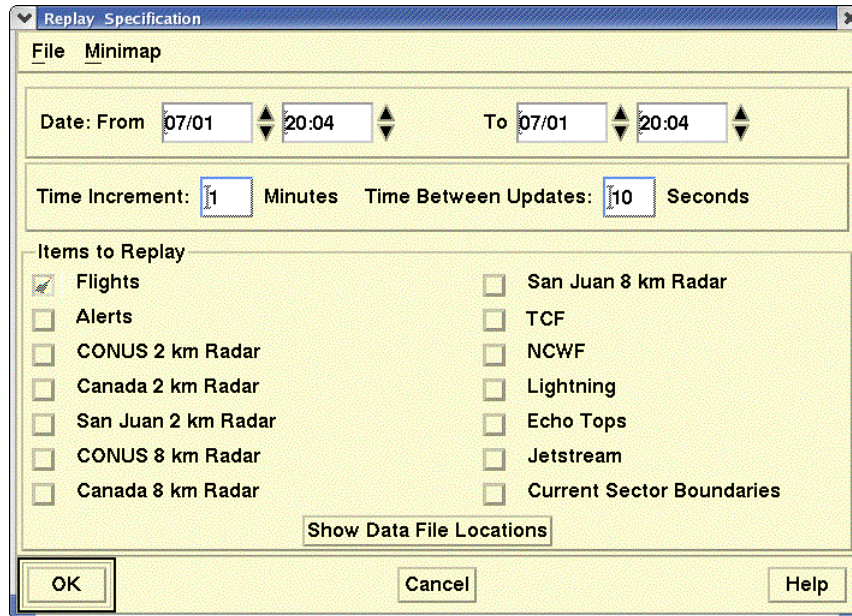 Replay Specification
File Minimap
Date: From 07/01 20:04 To 07/01 20:04
Time Increment: 1 Minutes Time Between Updates: 10 Seconds
Items to Replay
Flights San Juan 8 km Radar
Alerts TCF
CONUS 2 km Radar NCWF
Canada 2 km Radar Lightning
San Juan 2 km Radar Echo Tops
CONUS 8 km Radar Jetstream
Canada 8 km Radar Current Sector Boundaries
Show Data File Locations
OK Cancel Help